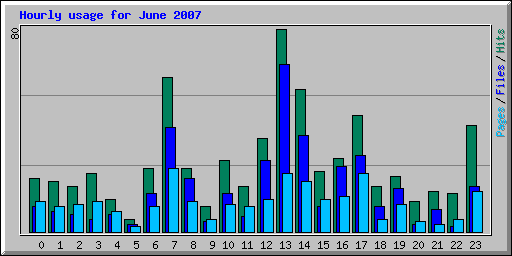 Hourly usage for June 2007
80
Pages/Files/Hits
0 1 2 3 4 5 6 7 8 9 10 11 12 13 14 15 16 17 18 19 20 21 22 23